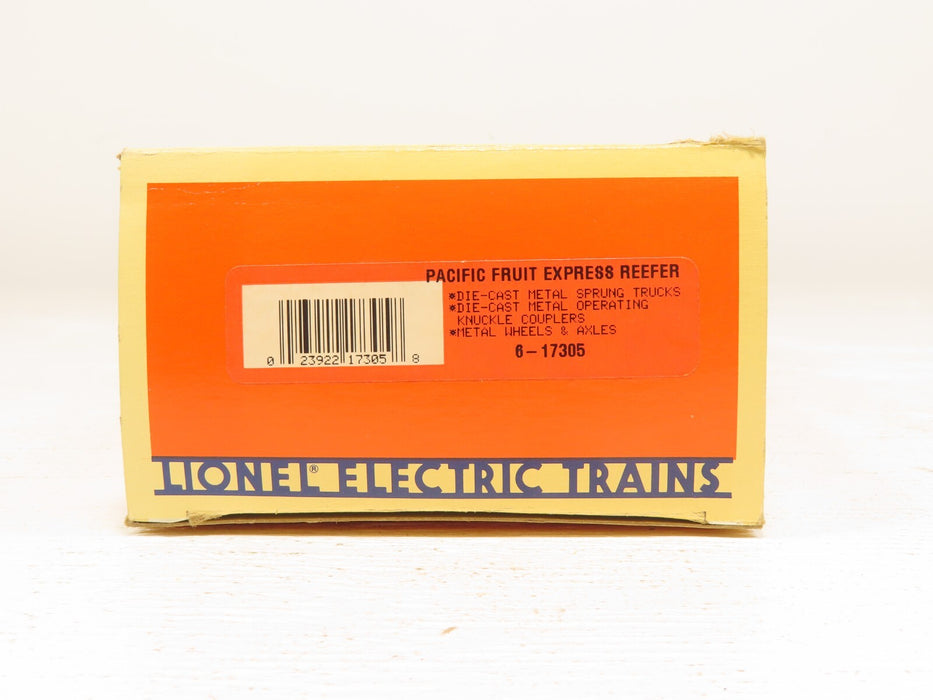 PACIFIC FRUIT EXPRESS REEFER
*DIE-CAST METAL SPRUNG TRUCKS
*DIE-CAST METAL OPERATING
KNUCKLE COUPLERS
*METAL WHEELS & AXLES
6-17305
0 23922 17305 8
LIONEL® ELECTRIC TRAINS